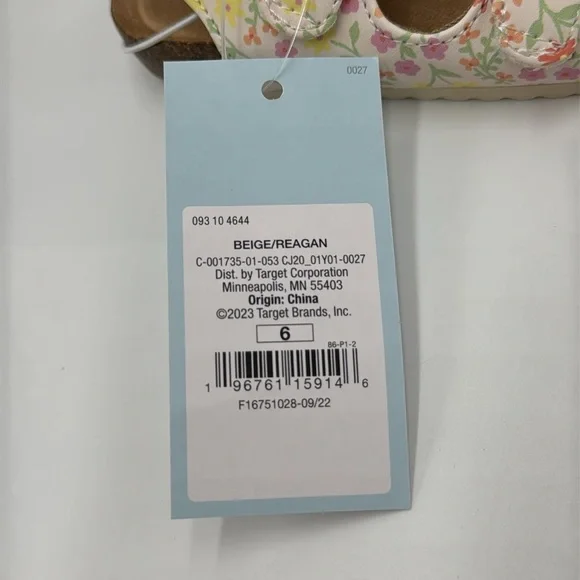 0027
093 10 4644
BEIGE/REAGAN
C-001735-01-053 CJ20_01Y01-0027
Dist. by Target Corporation
Minneapolis, MN 55403
Origin: China
©2023 Target Brands, Inc.
6
86-P1-2
1 96761 15914 6
F16751028-09/22